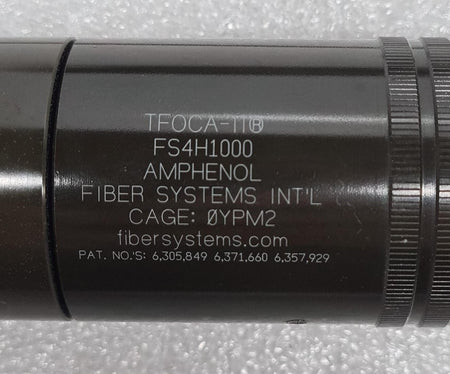 TFOCA-II®
FS4H1000
AMPHENOL
FIBER SYSTEMS INT'L
CAGE: ØYPM2
fibersystems.com
PAT. NO.'S: 6,305,849 6,371,660 6,357,929